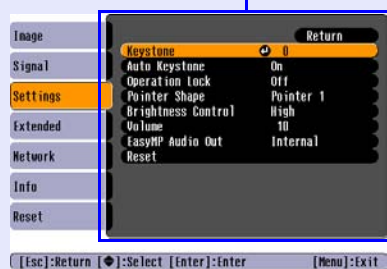 Image
Signal
Settings
Extended
Network
Info
Reset
Return
Keystone 0
Auto Keystone On
Operation Lock Off
Pointer Shape Pointer 1
Brightness Control High
Volume 10
EasyMP Audio Out Internal
Reset
[Esc]:Return [◆]:Select [Enter]:Enter [Menu]:Exit